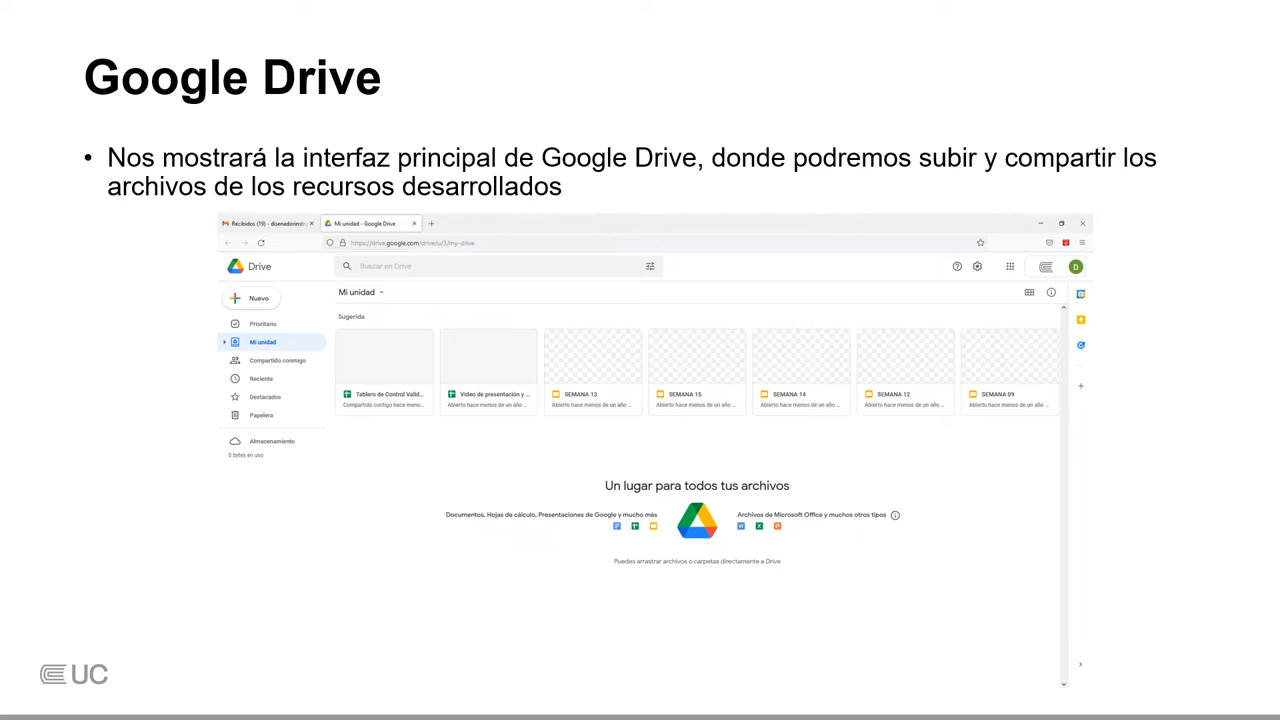 Google Drive
• Nos mostrará la interfaz principal de Google Drive, donde podremos subir y compartir los
archivos de los recursos desarrollados
Recibidos (19) - disenadorinstr
Mi unidad - Google Drive
https://drive.google.com/drive/u/3/my-drive
Drive
Buscar en Drive
D
Nuevo
Mi unidad
Sugerida
Prioritario
Mi unidad
Compartido conmigo
Reciente
Destacados
Papelera
Almacenamiento
0 bytes en uso
Tablero de Control Valid...
Compartido contigo hace meno...
Video de presentación y ...
Abierto hace menos de un año ...
SEMANA 13
Abierto hace menos de un año ...
SEMANA 15
Abierto hace menos de un año ...
SEMANA 14
Abierto hace menos de un año ...
SEMANA 12
Abierto hace menos de un año ...
SEMANA 09
Abierto hace menos de un año ...
Un lugar para todos tus archivos
Documentos, Hojas de cálculo, Presentaciones de Google y mucho más
Archivos de Microsoft Office y muchos otros tipos
W X P
Puedes arrastrar archivos o carpetas directamente a Drive
UC